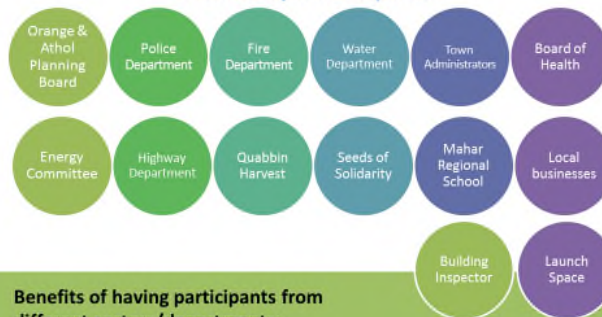 Orange &
Athol
Planning
Board
Police
Department
Fire
Department
Water
Department
Town
Administrators
Board of
Health
Energy
Committee
Highway
Department
Quabbin
Harvest
Seeds of
Solidarity
Mahar
Regional
School
Local
businesses
Building
Inspector
Launch
Space
Benefits of having participants from